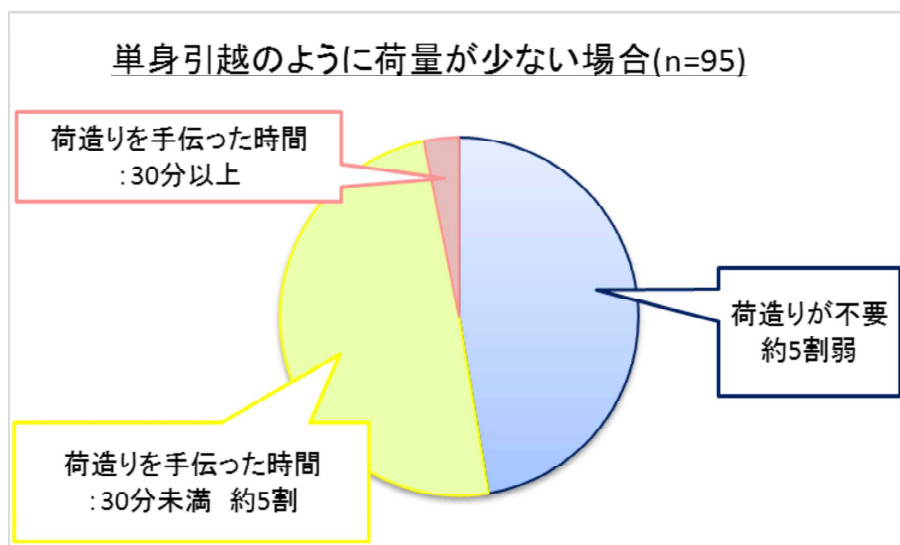 単身引越のように荷量が少ない場合(n=95)
荷造りを手伝った時間
:30分以上
荷造りが不要
約5割弱
荷造りを手伝った時間
:30分未満 約5割